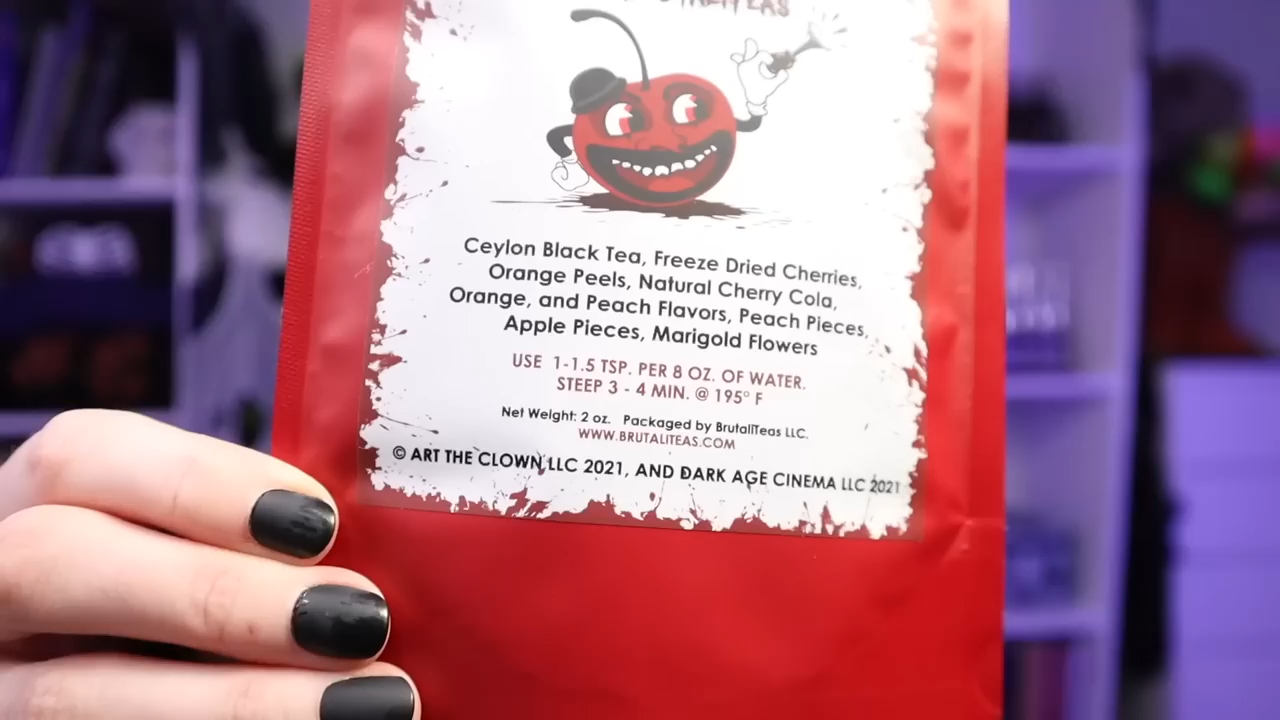 Ceylon Black Tea, Freeze Dried Cherries,
Orange Peels, Natural Cherry Cola,
Orange, and Peach Flavors, Peach Pieces,
Apple Pieces, Marigold Flowers
USE 1-1.5 TSP. PER 8 OZ. OF WATER.
STEEP 3 - 4 MIN. @ 195° F
Net Weight: 2 oz. Packaged by BrutaliTeas LLC.
WWW.BRUTALITEAS.COM
© ART THE CLOWN LLC 2021, AND DARK AGE CINEMA LLC 2021